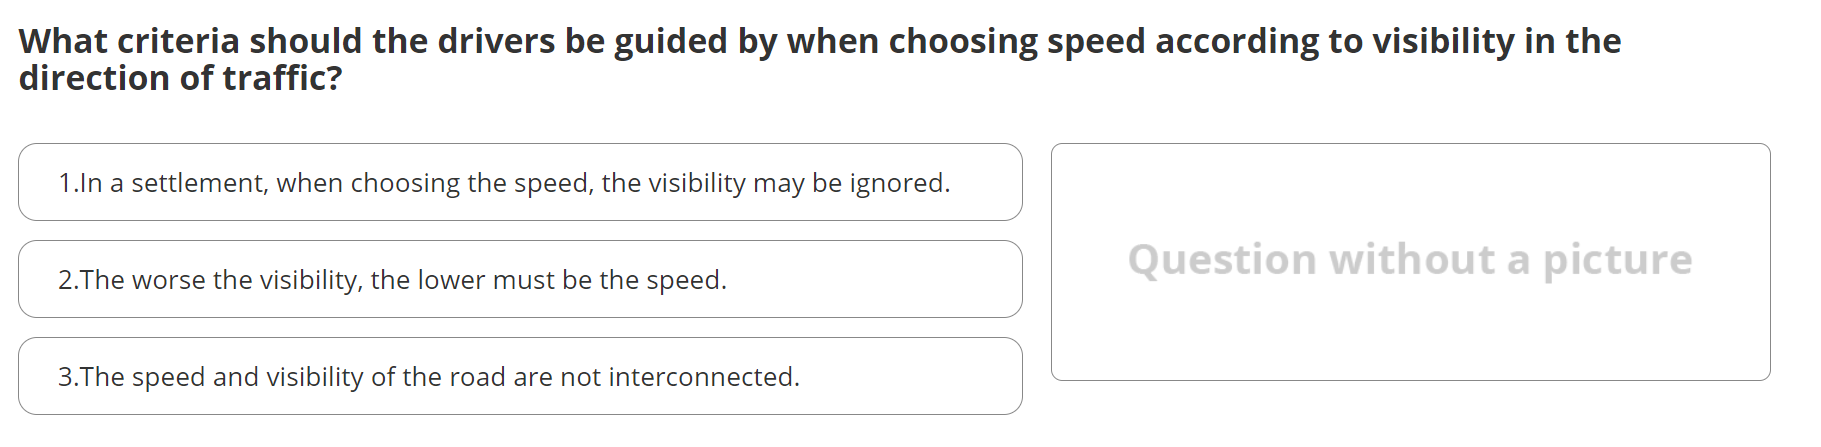 What criteria should the drivers be guided by when choosing speed according to visibility in the
direction of traffic?
1.In a settlement, when choosing the speed, the visibility may be ignored.
2.The worse the visibility, the lower must be the speed.
3.The speed and visibility of the road are not interconnected.
Question without a picture